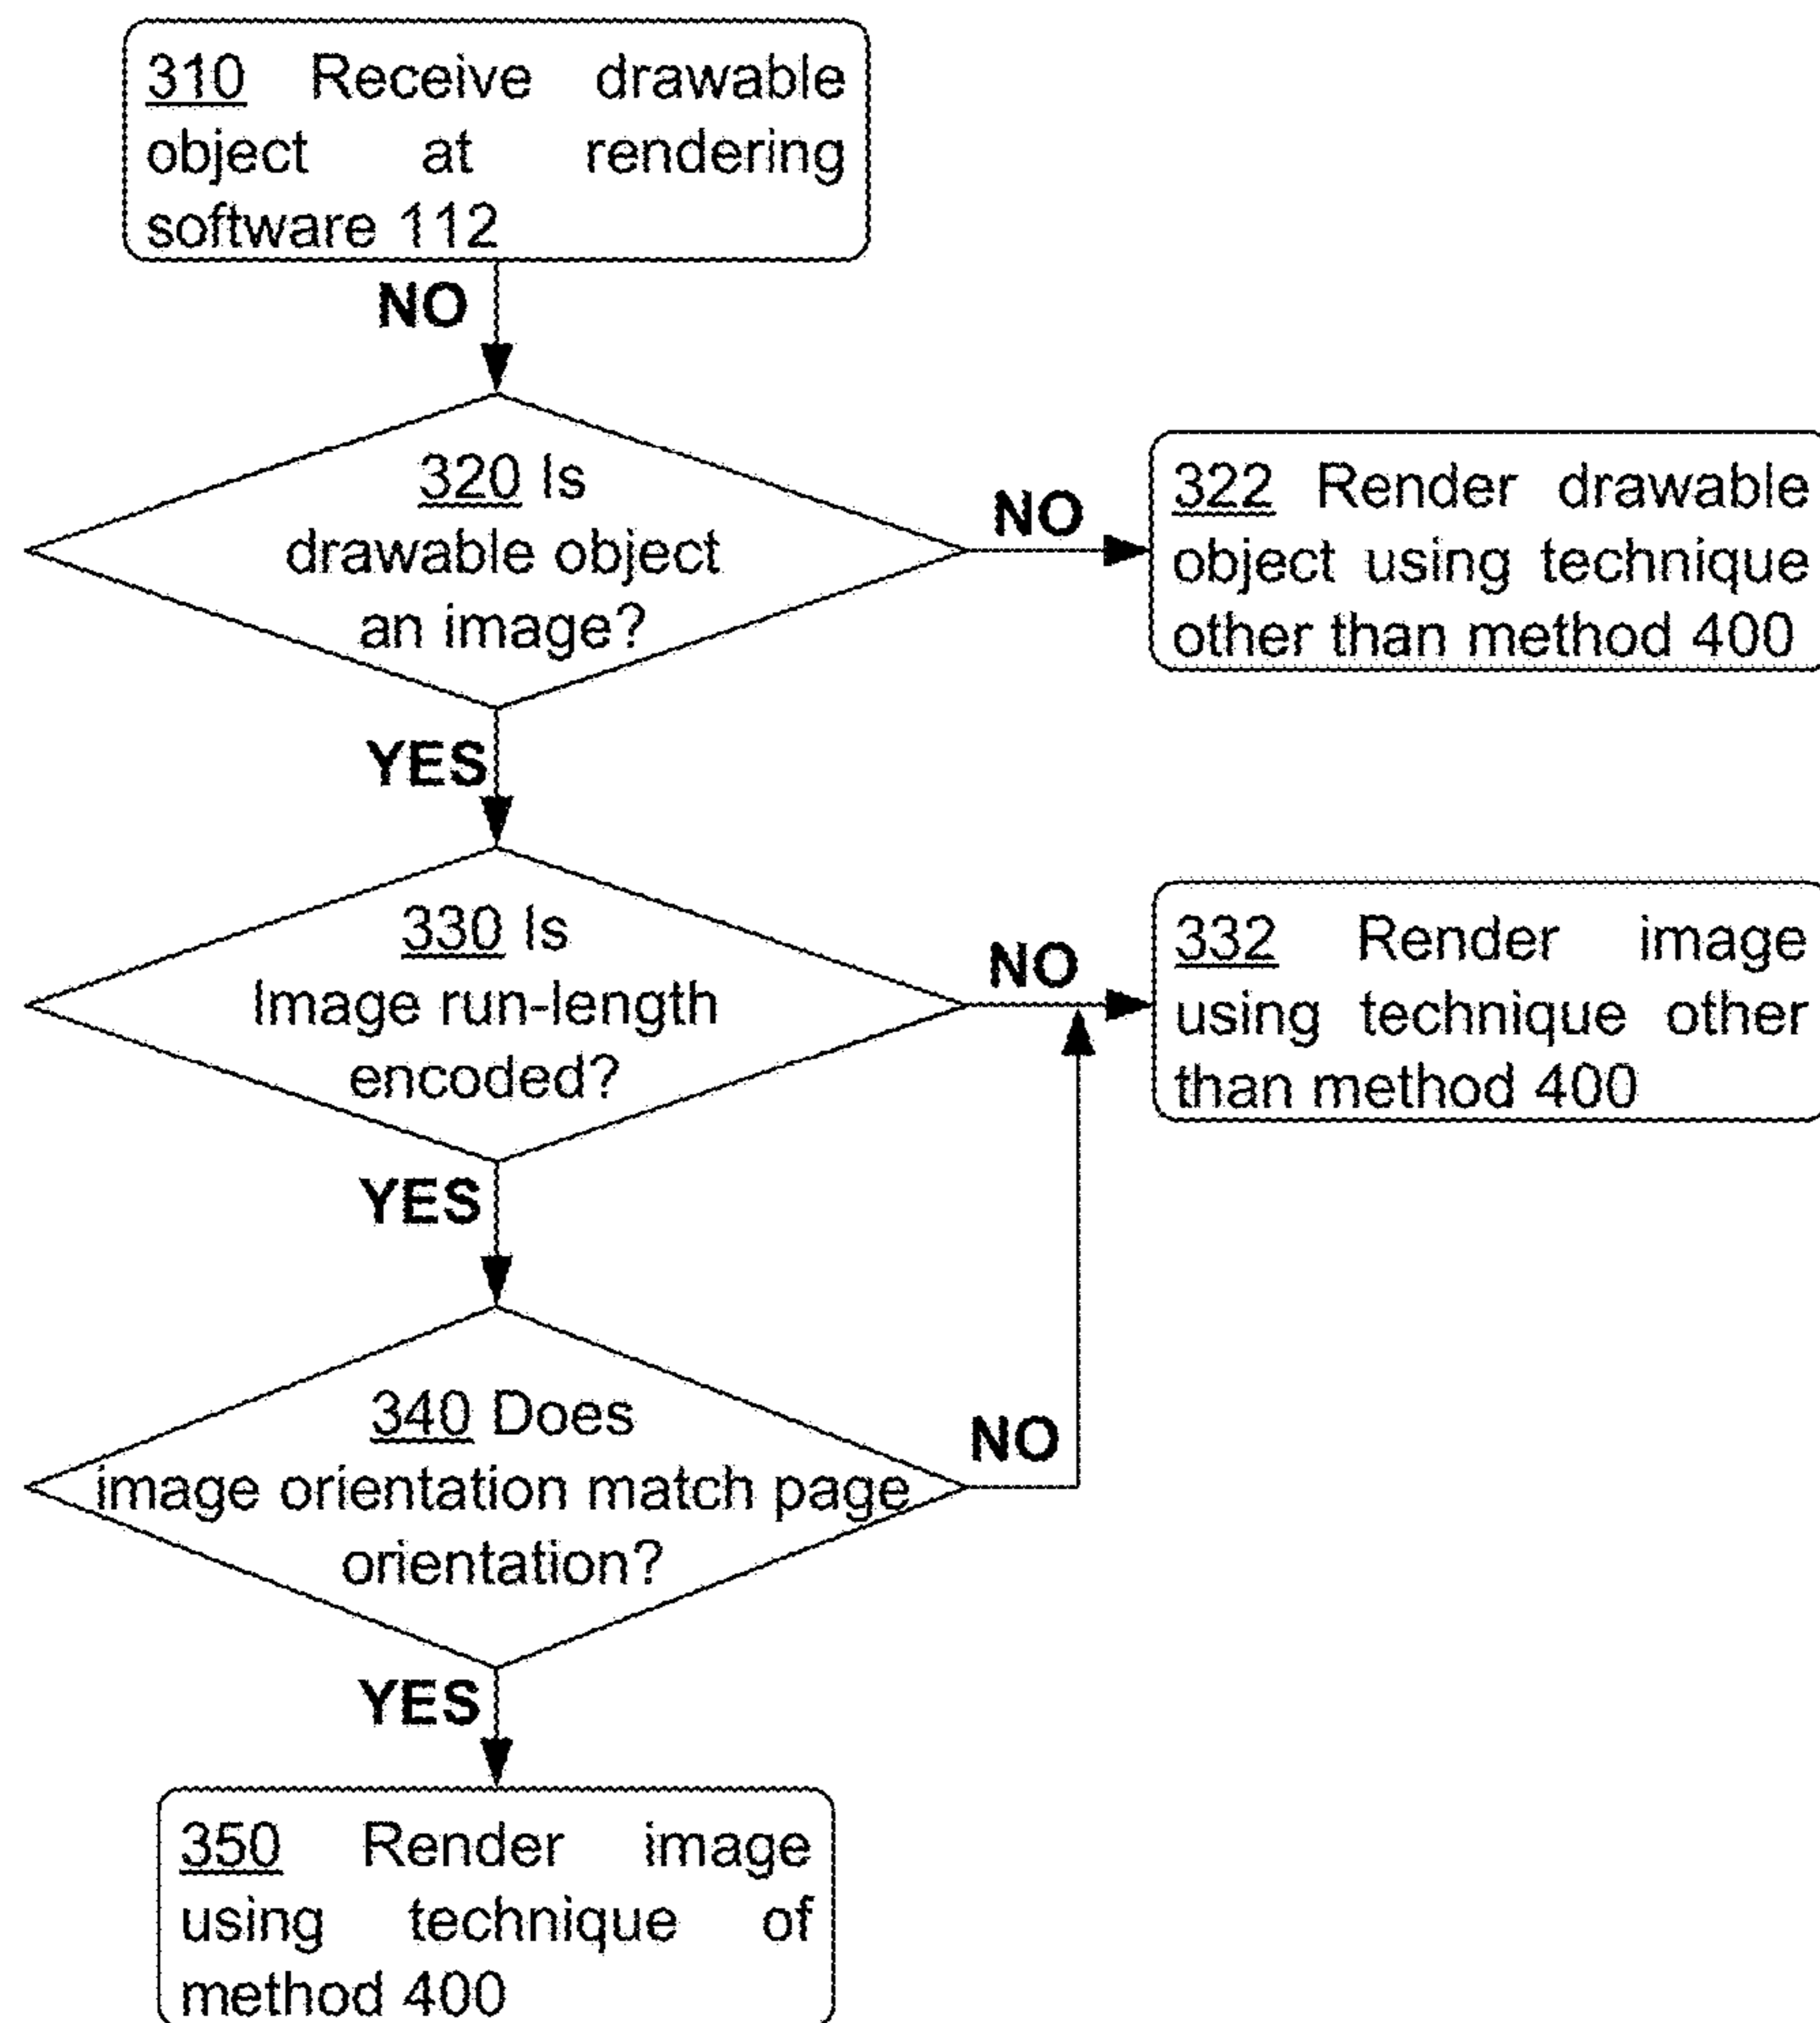 310 Receive drawable
object at rendering
software 112
NO
320 Is
drawable object
an image?
NO
322 Render drawable
object using technique
other than method 400
YES
330 Is
Image run-length
encoded?
NO
332 Render image
using technique other
than method 400
YES
340 Does
image orientation match page
orientation?
NO
YES
350 Render image
using technique of
method 400